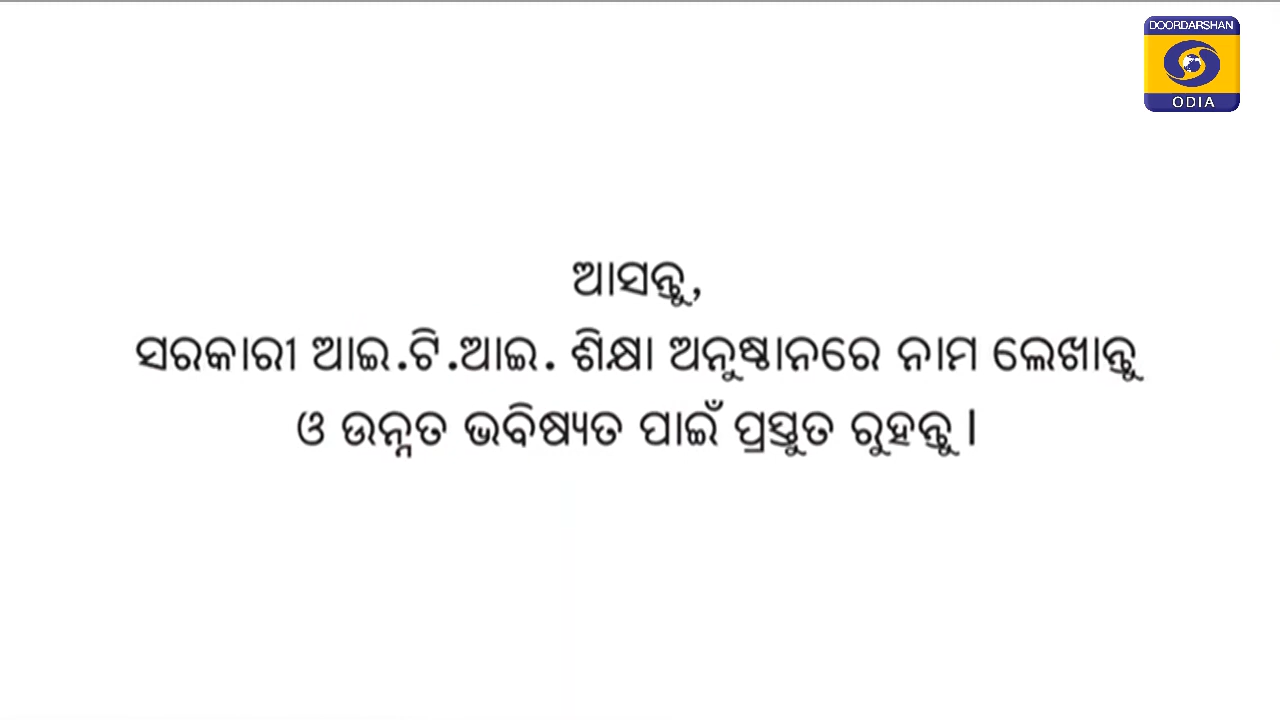 DOORDARSHAN
ODIA
ଆସନ୍ତୁ,
ସରକାରୀ ଆଇ.ଟି.ଆଇ. ଶିକ୍ଷା ଅନୁଷ୍ଠାନରେ ନାମ ଲେଖାନ୍ତୁ
ଓ ଉନ୍ନତ ଭବିଷ୍ୟତ ପାଇଁ ପ୍ରସ୍ତୁତ ରୁହନ୍ତୁ।